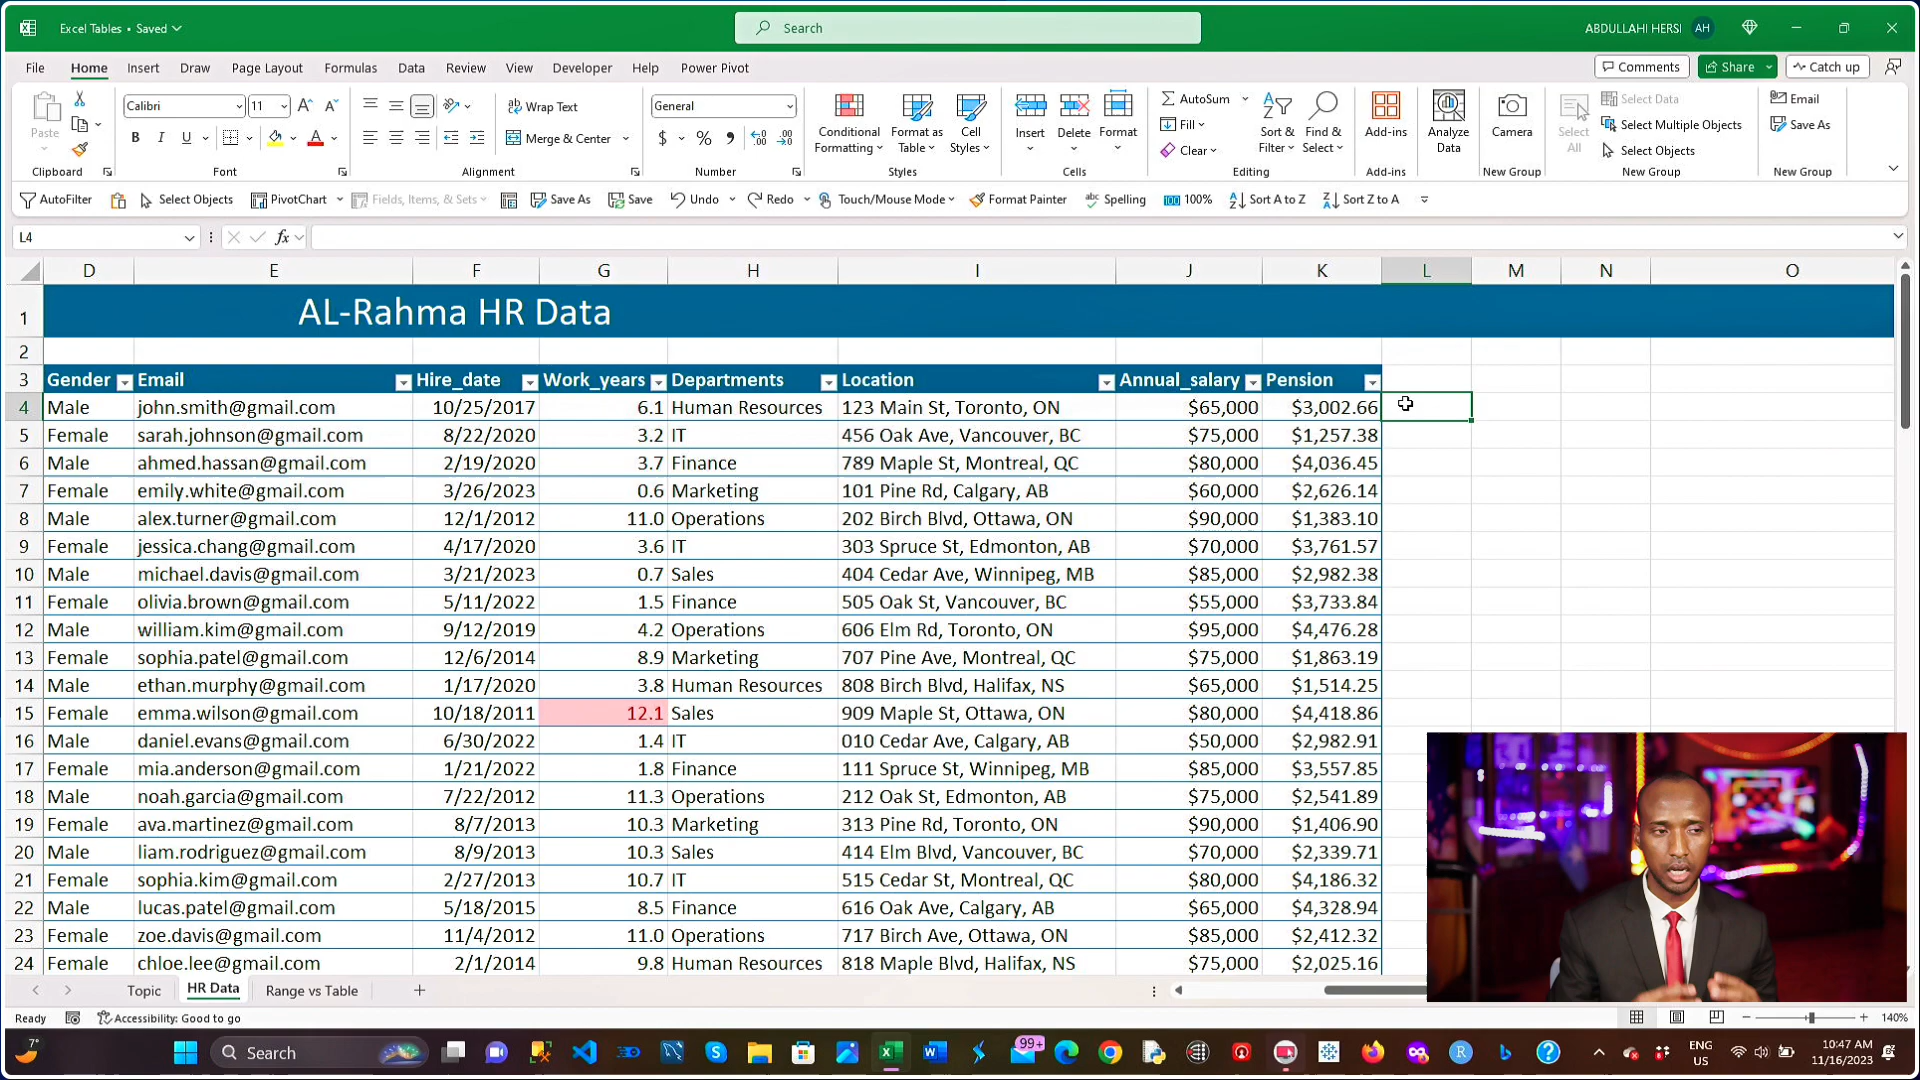 Excel Tables • Saved
Search
ABDULLAHI HERSI AH
File Home Insert Draw Page Layout Formulas Data Review View Developer Help Power Pivot Comments Share Catch up
Paste Calibri 11 Wrap Text General Conditional Formatting Format as Table Cell Styles Insert Delete Format AutoSum Sort & Filter Find & Select Add-ins Analyze Data Camera Select All Select Data Email
B I U Merge & Center $ % Fill Select Multiple Objects Save As
Clear Select Objects
Clipboard Font Alignment Number Styles Cells Editing Add-ins New Group New Group New Group
AutoFilter Select Objects PivotChart Fields, Items, & Sets Save As Save Undo Redo Touch/Mouse Mode Format Painter Spelling 100% Sort A to Z Sort Z to A
L4 fx
D E F G H I J K L M N O
1 AL-Rahma HR Data
2
3 Gender Email Hire_date Work_years Departments Location Annual_salary Pension
4 Male john.smith@gmail.com 10/25/2017 6.1 Human Resources 123 Main St, Toronto, ON $65,000 $3,002.66
5 Female sarah.johnson@gmail.com 8/22/2020 3.2 IT 456 Oak Ave, Vancouver, BC $75,000 $1,257.38
6 Male ahmed.hassan@gmail.com 2/19/2020 3.7 Finance 789 Maple St, Montreal, QC $80,000 $4,036.45
7 Female emily.white@gmail.com 3/26/2023 0.6 Marketing 101 Pine Rd, Calgary, AB $60,000 $2,626.14
8 Male alex.turner@gmail.com 12/1/2012 11.0 Operations 202 Birch Blvd, Ottawa, ON $90,000 $1,383.10
9 Female jessica.chang@gmail.com 4/17/2020 3.6 IT 303 Spruce St, Edmonton, AB $70,000 $3,761.57
10 Male michael.davis@gmail.com 3/21/2023 0.7 Sales 404 Cedar Ave, Winnipeg, MB $85,000 $2,982.38
11 Female olivia.brown@gmail.com 5/11/2022 1.5 Finance 505 Oak St, Vancouver, BC $55,000 $3,733.84
12 Male william.kim@gmail.com 9/12/2019 4.2 Operations 606 Elm Rd, Toronto, ON $95,000 $4,476.28
13 Female sophia.patel@gmail.com 12/6/2014 8.9 Marketing 707 Pine Ave, Montreal, QC $75,000 $1,863.19
14 Male ethan.murphy@gmail.com 1/17/2020 3.8 Human Resources 808 Birch Blvd, Halifax, NS $65,000 $1,514.25
15 Female emma.wilson@gmail.com 10/18/2011 12.1 Sales 909 Maple St, Ottawa, ON $80,000 $4,418.86
16 Male daniel.evans@gmail.com 6/30/2022 1.4 IT 010 Cedar Ave, Calgary, AB $50,000 $2,982.91
17 Female mia.anderson@gmail.com 1/21/2022 1.8 Finance 111 Spruce St, Winnipeg, MB $85,000 $3,557.85
18 Male noah.garcia@gmail.com 7/22/2012 11.3 Operations 212 Oak St, Edmonton, AB $75,000 $2,541.89
19 Female ava.martinez@gmail.com 8/7/2013 10.3 Marketing 313 Pine Rd, Toronto, ON $90,000 $1,406.90
20 Male liam.rodriguez@gmail.com 8/9/2013 10.3 Sales 414 Elm Blvd, Vancouver, BC $70,000 $2,339.71
21 Female sophia.kim@gmail.com 2/27/2013 10.7 IT 515 Cedar St, Montreal, QC $80,000 $4,186.32
22 Male lucas.patel@gmail.com 5/18/2015 8.5 Finance 616 Oak Ave, Calgary, AB $75,000 $4,328.94
23 Female zoe.davis@gmail.com 11/4/2012 11.0 Operations 717 Birch Ave, Ottawa, ON $85,000 $2,412.32
24 Female chloe.lee@gmail.com 2/1/2014 9.8 Human Resources 818 Maple Blvd, Halifax, NS $75,000 $2,025.16
Topic HR Data Range vs Table
Ready Accessibility: Good to go 140%
7° Search 99+ ENG US 10:47 AM 11/16/2023